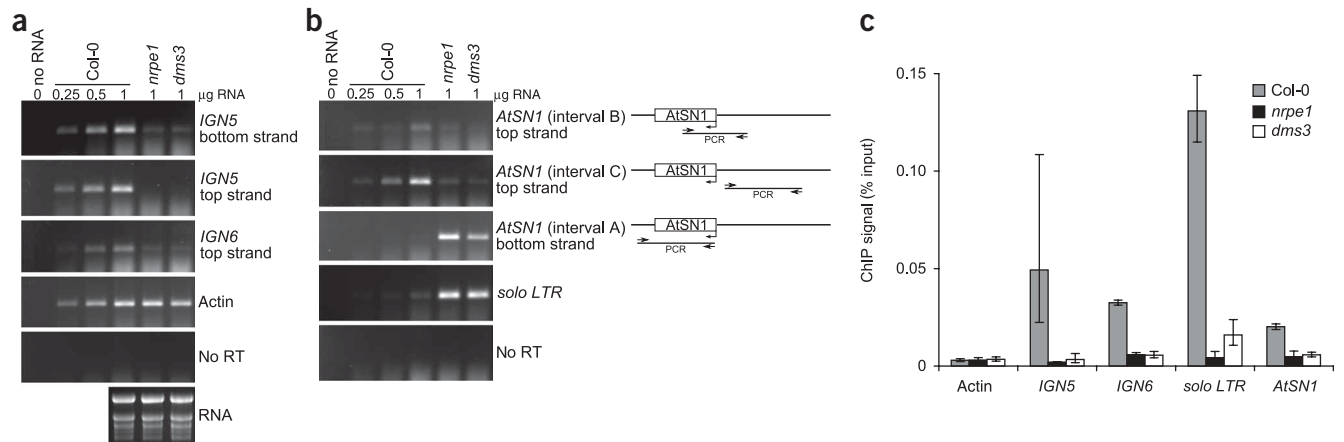 a
no RNA
Col-0
nrpe1
dms3
0 0.25 0.5 1 1 1 μg RNA
IGN5
bottom strand
IGN5
top strand
IGN6
top strand
Actin
No RT
RNA
b
no RNA
Col-0
nrpe1
dms3
0 0.25 0.5 1 1 1 μg RNA
AtSN1 (interval B)
top strand
AtSN1
PCR
AtSN1 (interval C)
top strand
AtSN1
PCR
AtSN1 (interval A)
bottom strand
AtSN1
PCR
solo LTR
No RT
c
ChIP signal (% input)
0.15
0.10
0.05
0
Col-0
nrpe1
dms3
Actin IGN5 IGN6 solo LTR AtSN1